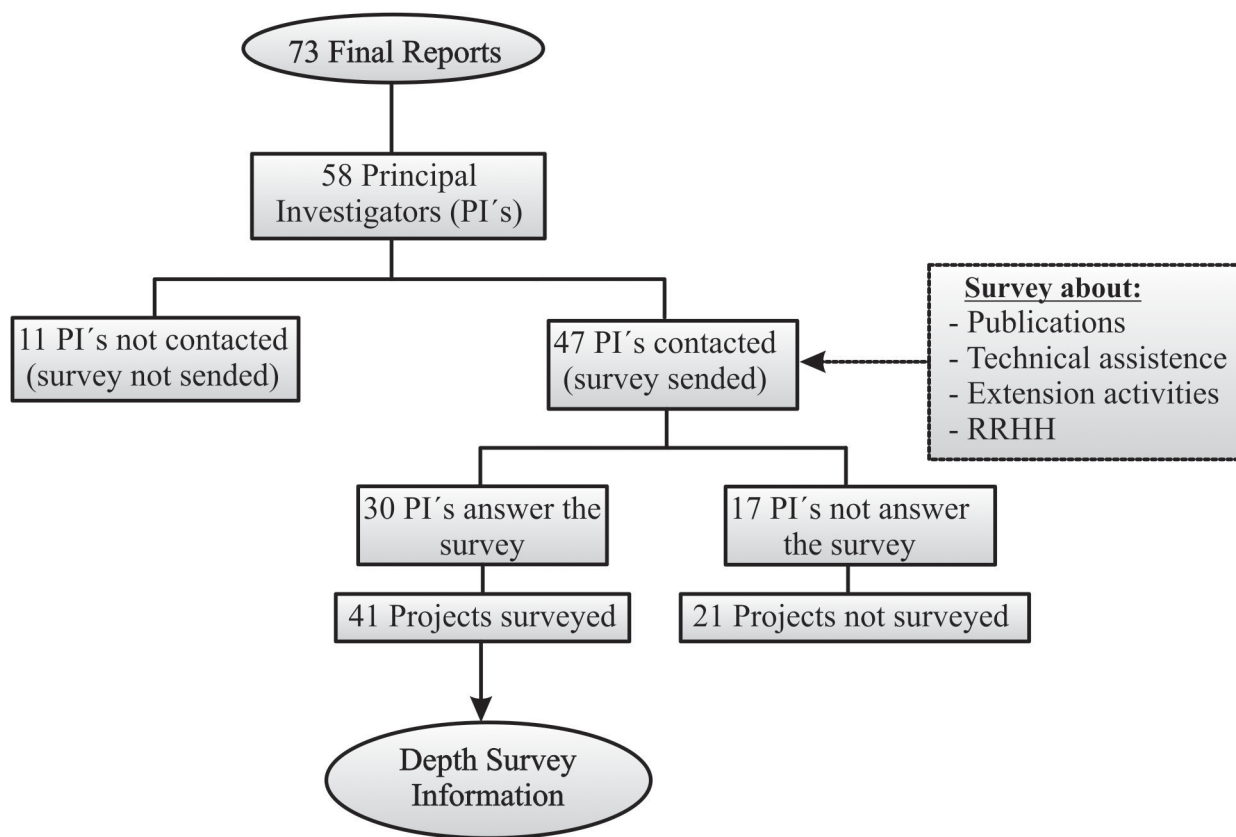 73 Final Reports
58 Principal
Investigators (PI´s)
11 PI´s not contacted
(survey not sended)
47 PI´s contacted
(survey sended)
Survey about:
- Publications
- Technical assistence
- Extension activities
- RRHH
30 PI´s answer the
survey
17 PI´s not answer
the survey
41 Projects surveyed
21 Projects not surveyed
Depth Survey
Information